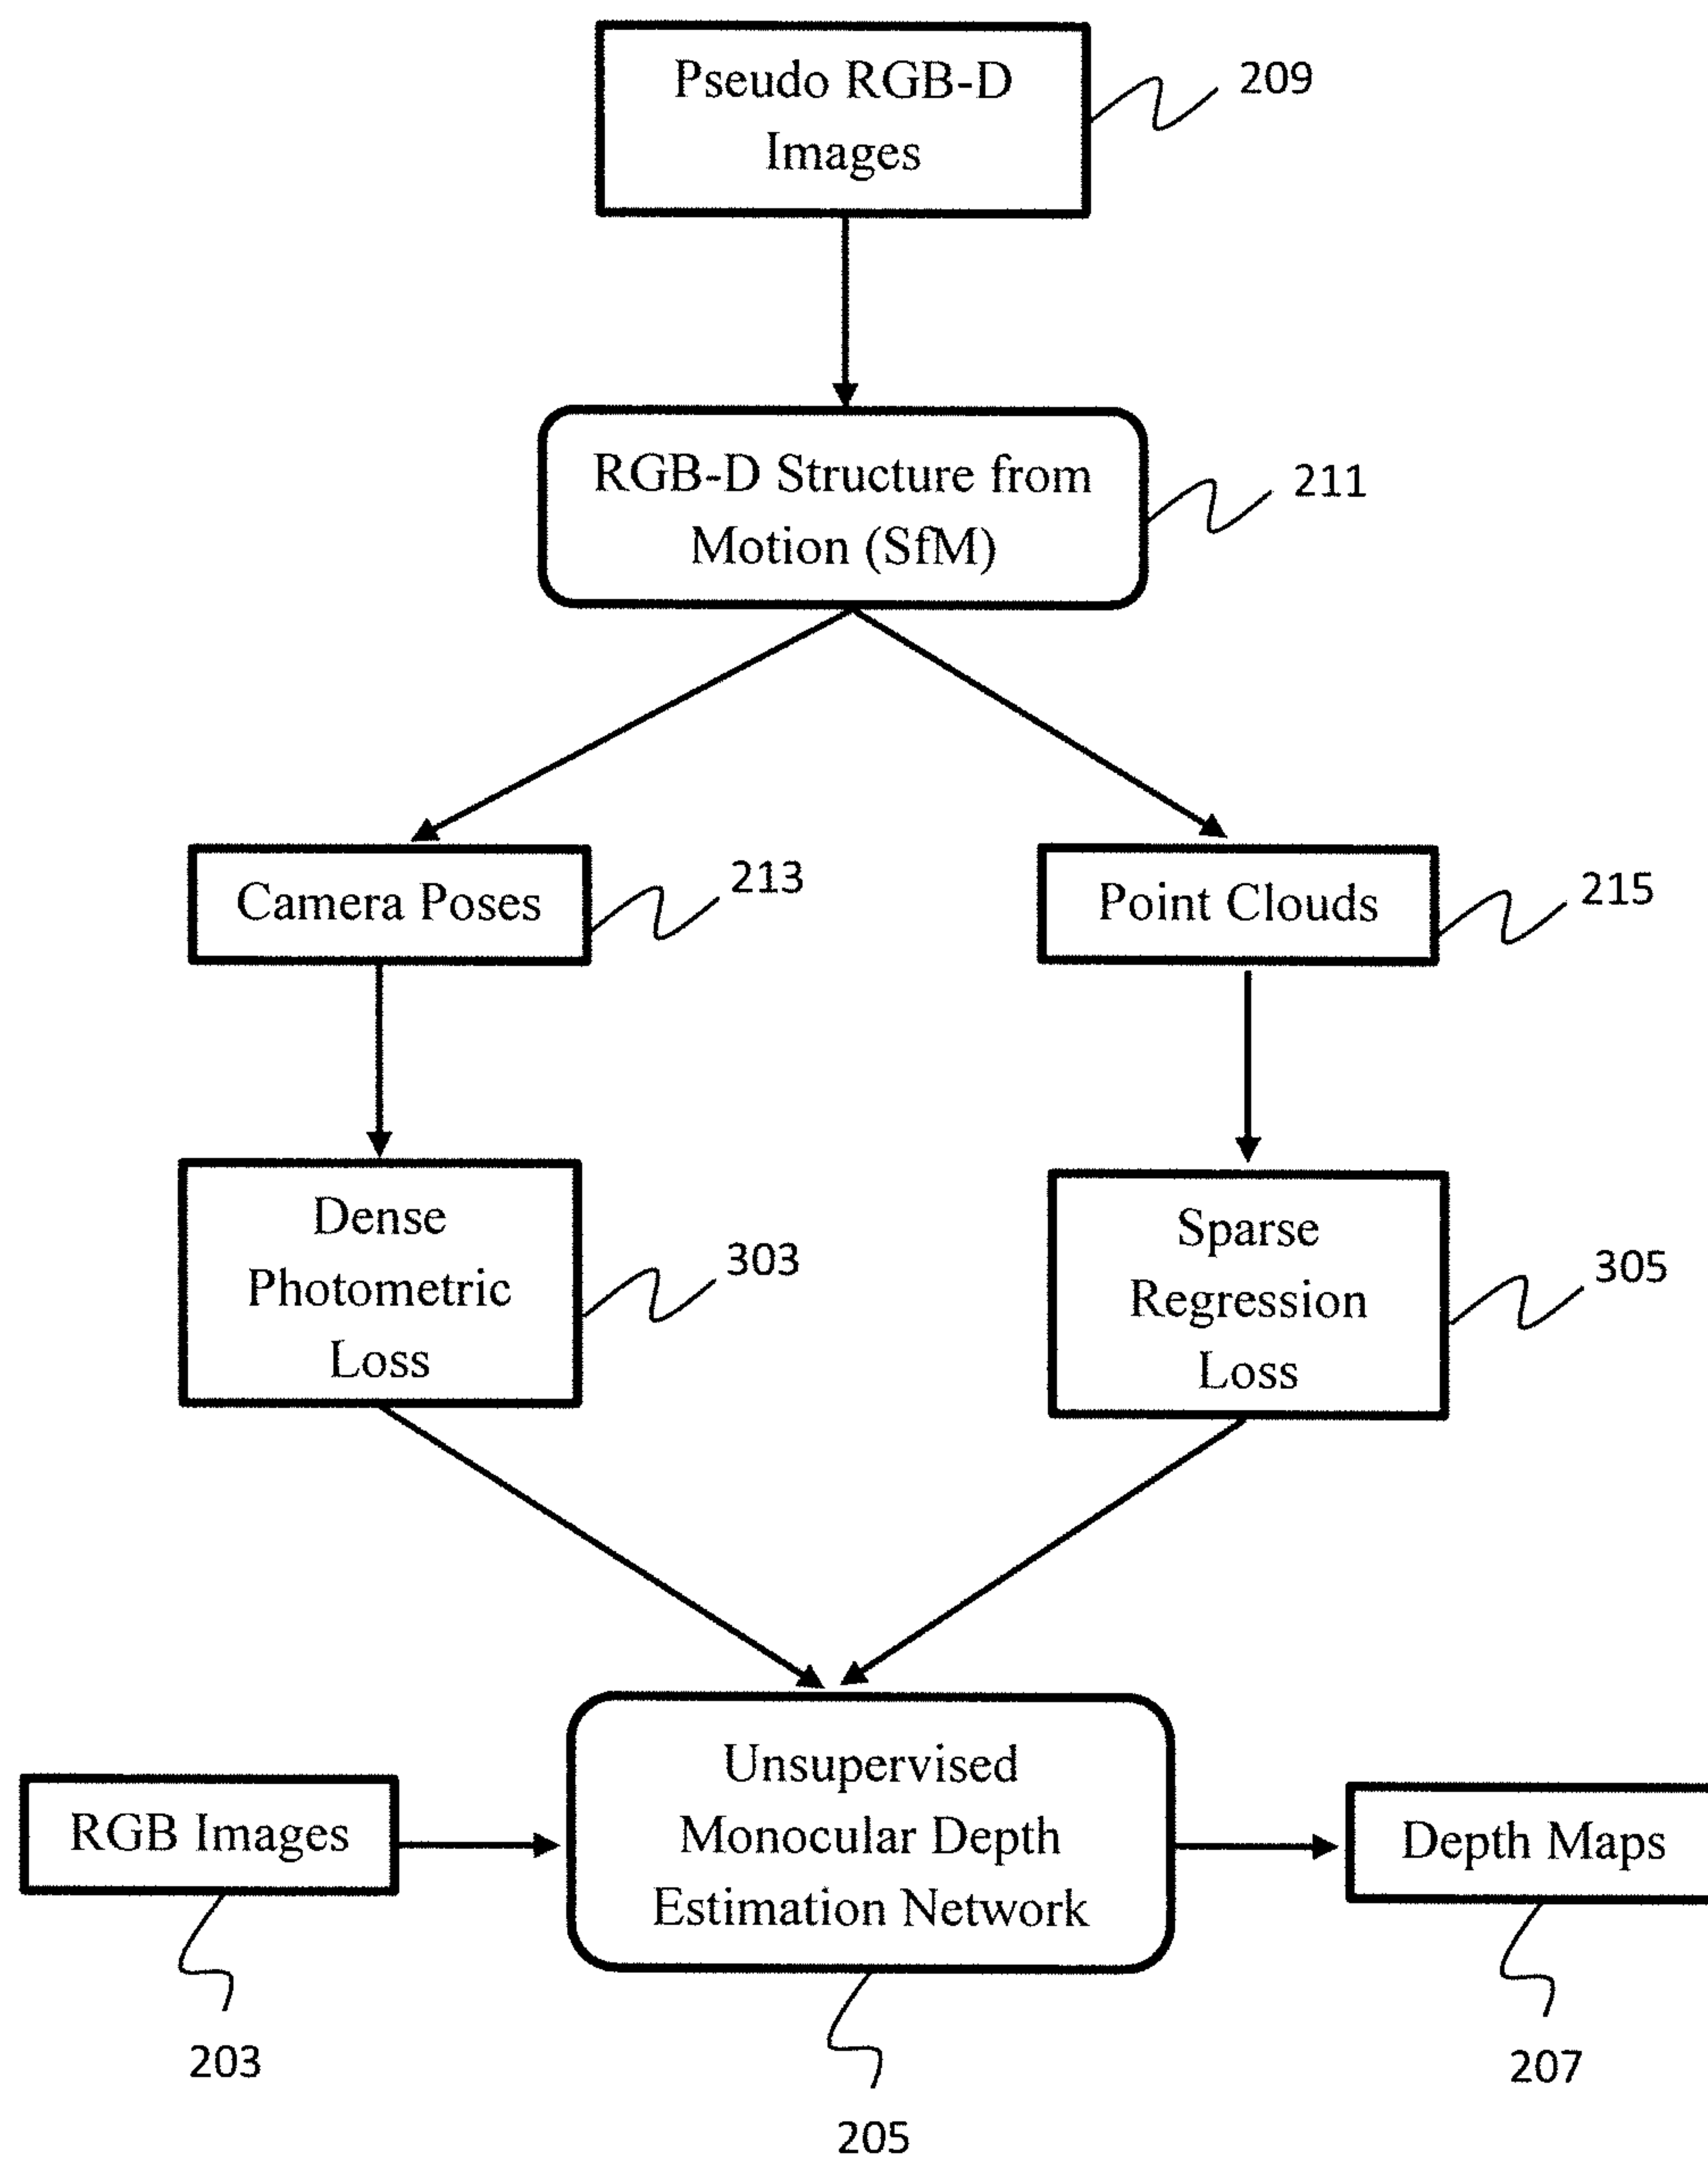 Pseudo RGB-D
Images
209
RGB-D Structure from
Motion (SfM)
211
Camera Poses
213
Point Clouds
215
Dense
Photometric
Loss
303
Sparse
Regression
Loss
305
RGB Images
203
Unsupervised
Monocular Depth
Estimation Network
205
Depth Maps
207